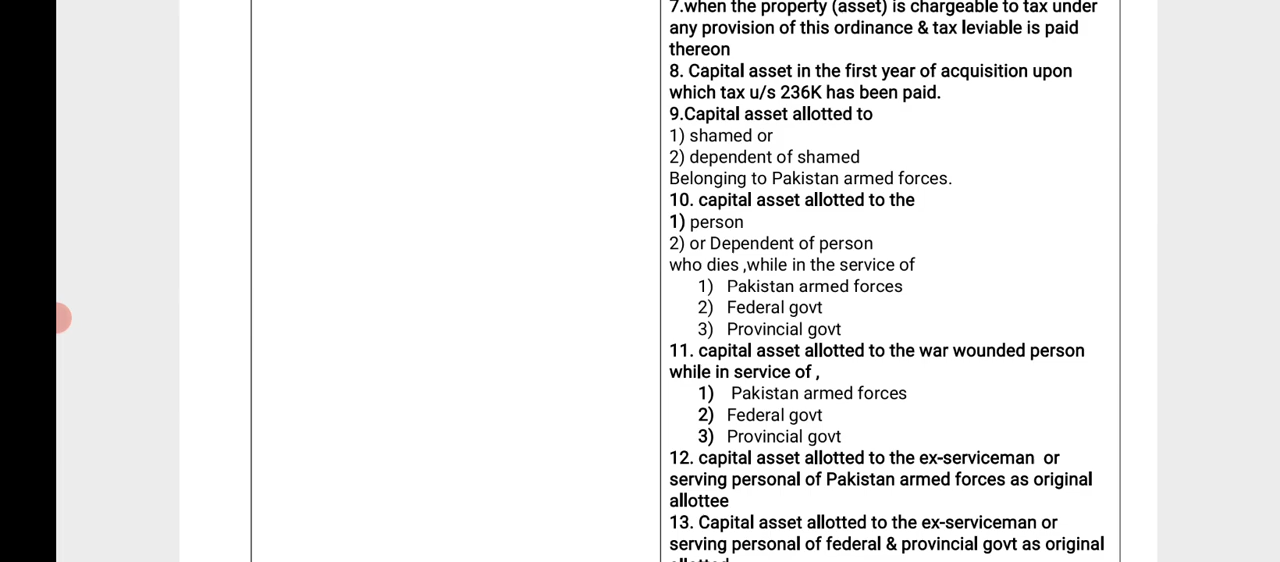 7.when the property (asset) is chargeable to tax under
any provision of this ordinance & tax leviable is paid
thereon
8. Capital asset in the first year of acquisition upon
which tax u/s 236K has been paid.
9.Capital asset allotted to
1) shamed or
2) dependent of shamed
Belonging to Pakistan armed forces.
10. capital asset allotted to the
1) person
2) or Dependent of person
who dies ,while in the service of
1) Pakistan armed forces
2) Federal govt
3) Provincial govt
11. capital asset allotted to the war wounded person
while in service of ,
1) Pakistan armed forces
2) Federal govt
3) Provincial govt
12. capital asset allotted to the ex-serviceman or
serving personal of Pakistan armed forces as original
allottee
13. Capital asset allotted to the ex-serviceman or
serving personal of federal & provincial govt as original